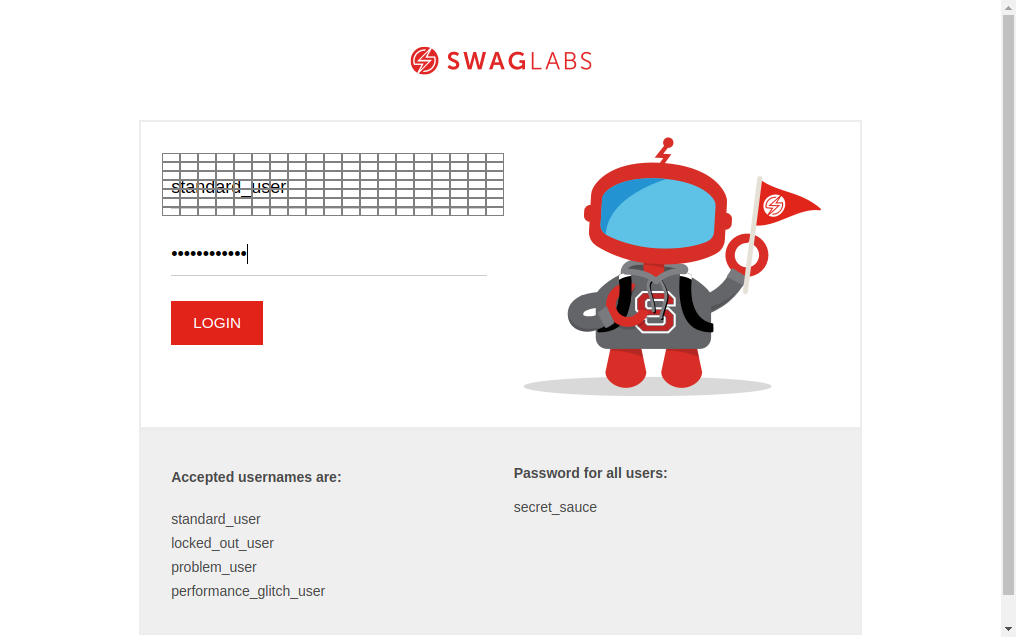 SWAGLABS
standard_user
••••••••••••
LOGIN
Accepted usernames are:
standard_user
locked_out_user
problem_user
performance_glitch_user
Password for all users:
secret_sauce